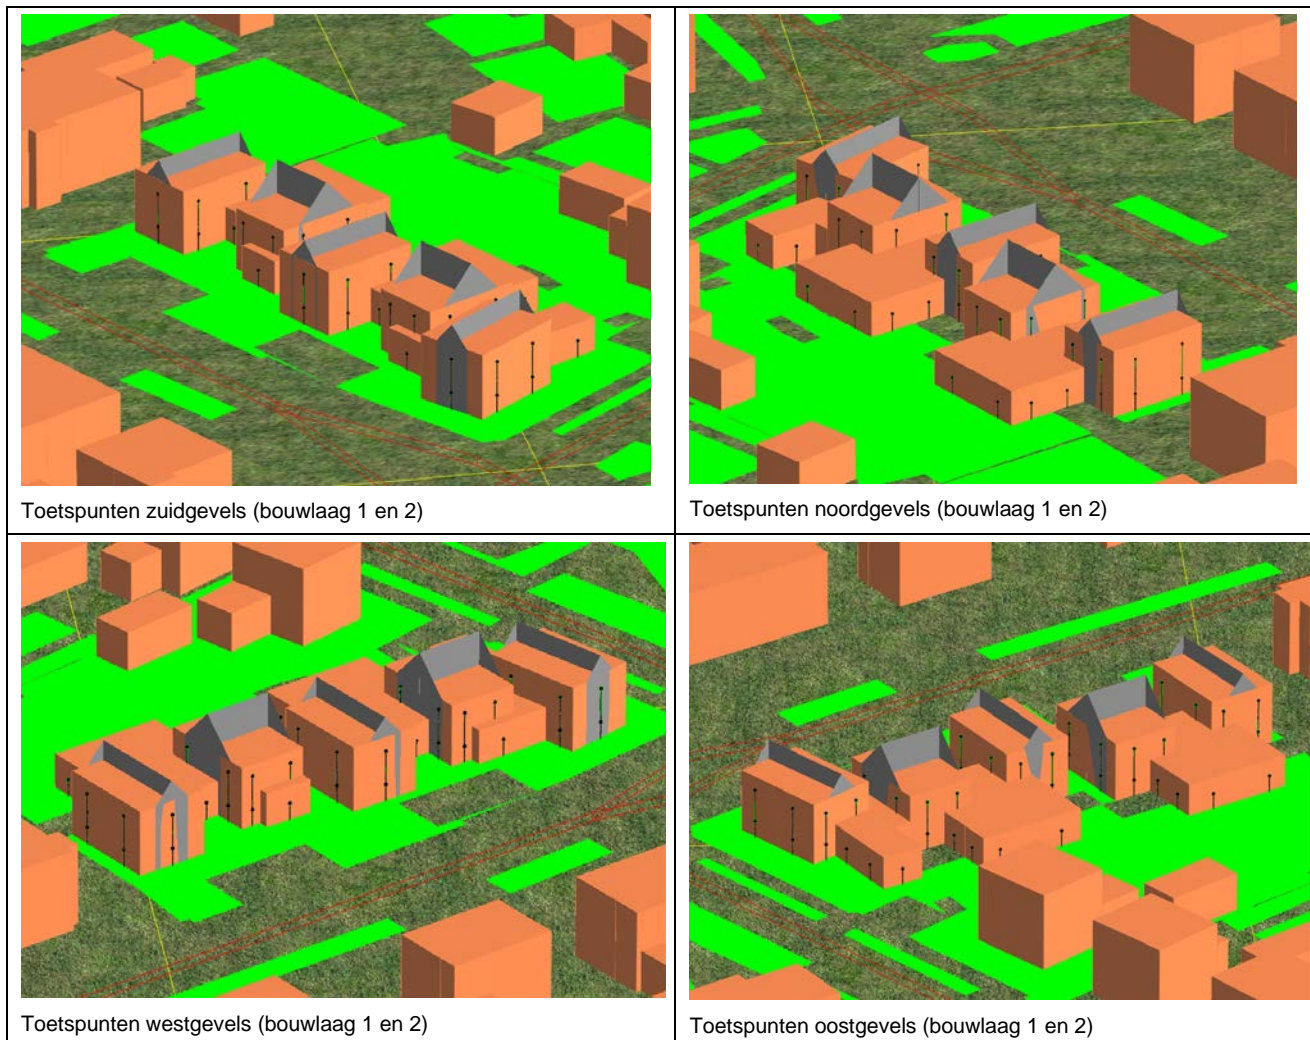 Toetspunten zuidgevels (bouwlaag 1 en 2)
Toetspunten noordgevels (bouwlaag 1 en 2)
Toetspunten westgevels (bouwlaag 1 en 2)
Toetspunten oostgevels (bouwlaag 1 en 2)